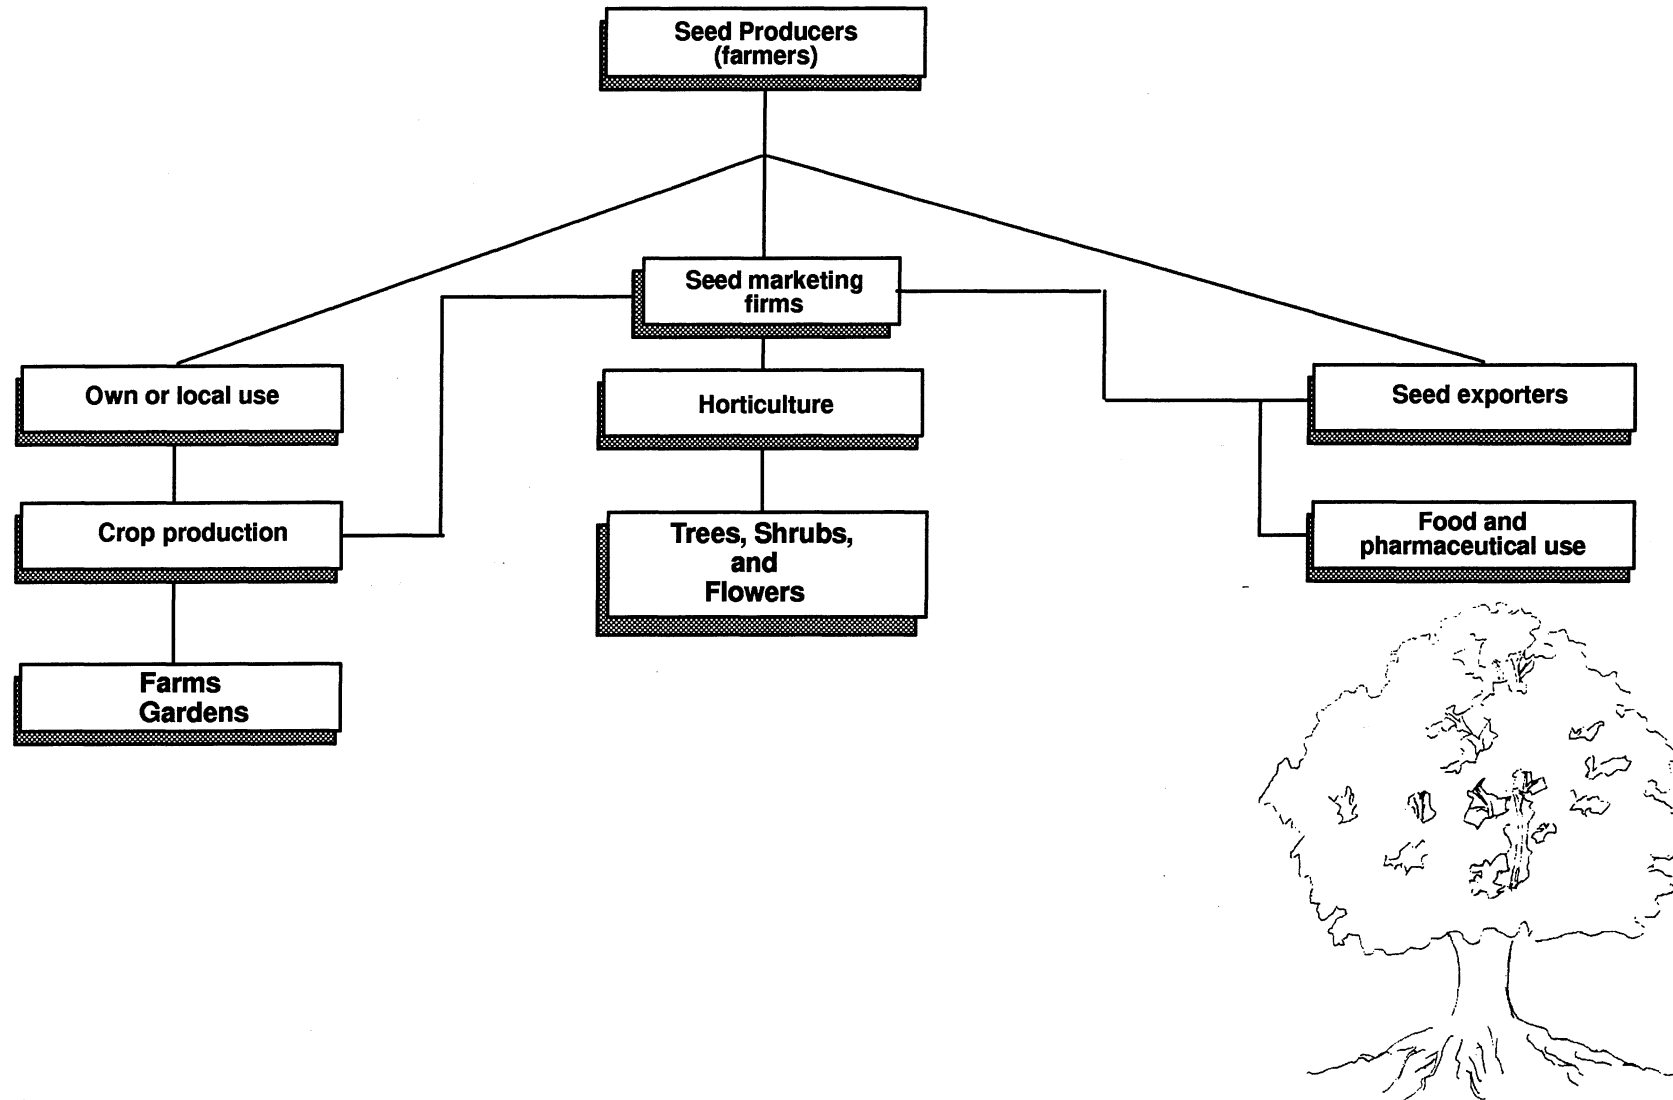 Seed Producers
(farmers)
Seed marketing
firms
Own or local use
Horticulture
Seed exporters
Crop production
Trees, Shrubs,
and
Flowers
Food and
pharmaceutical use
Farms
Gardens